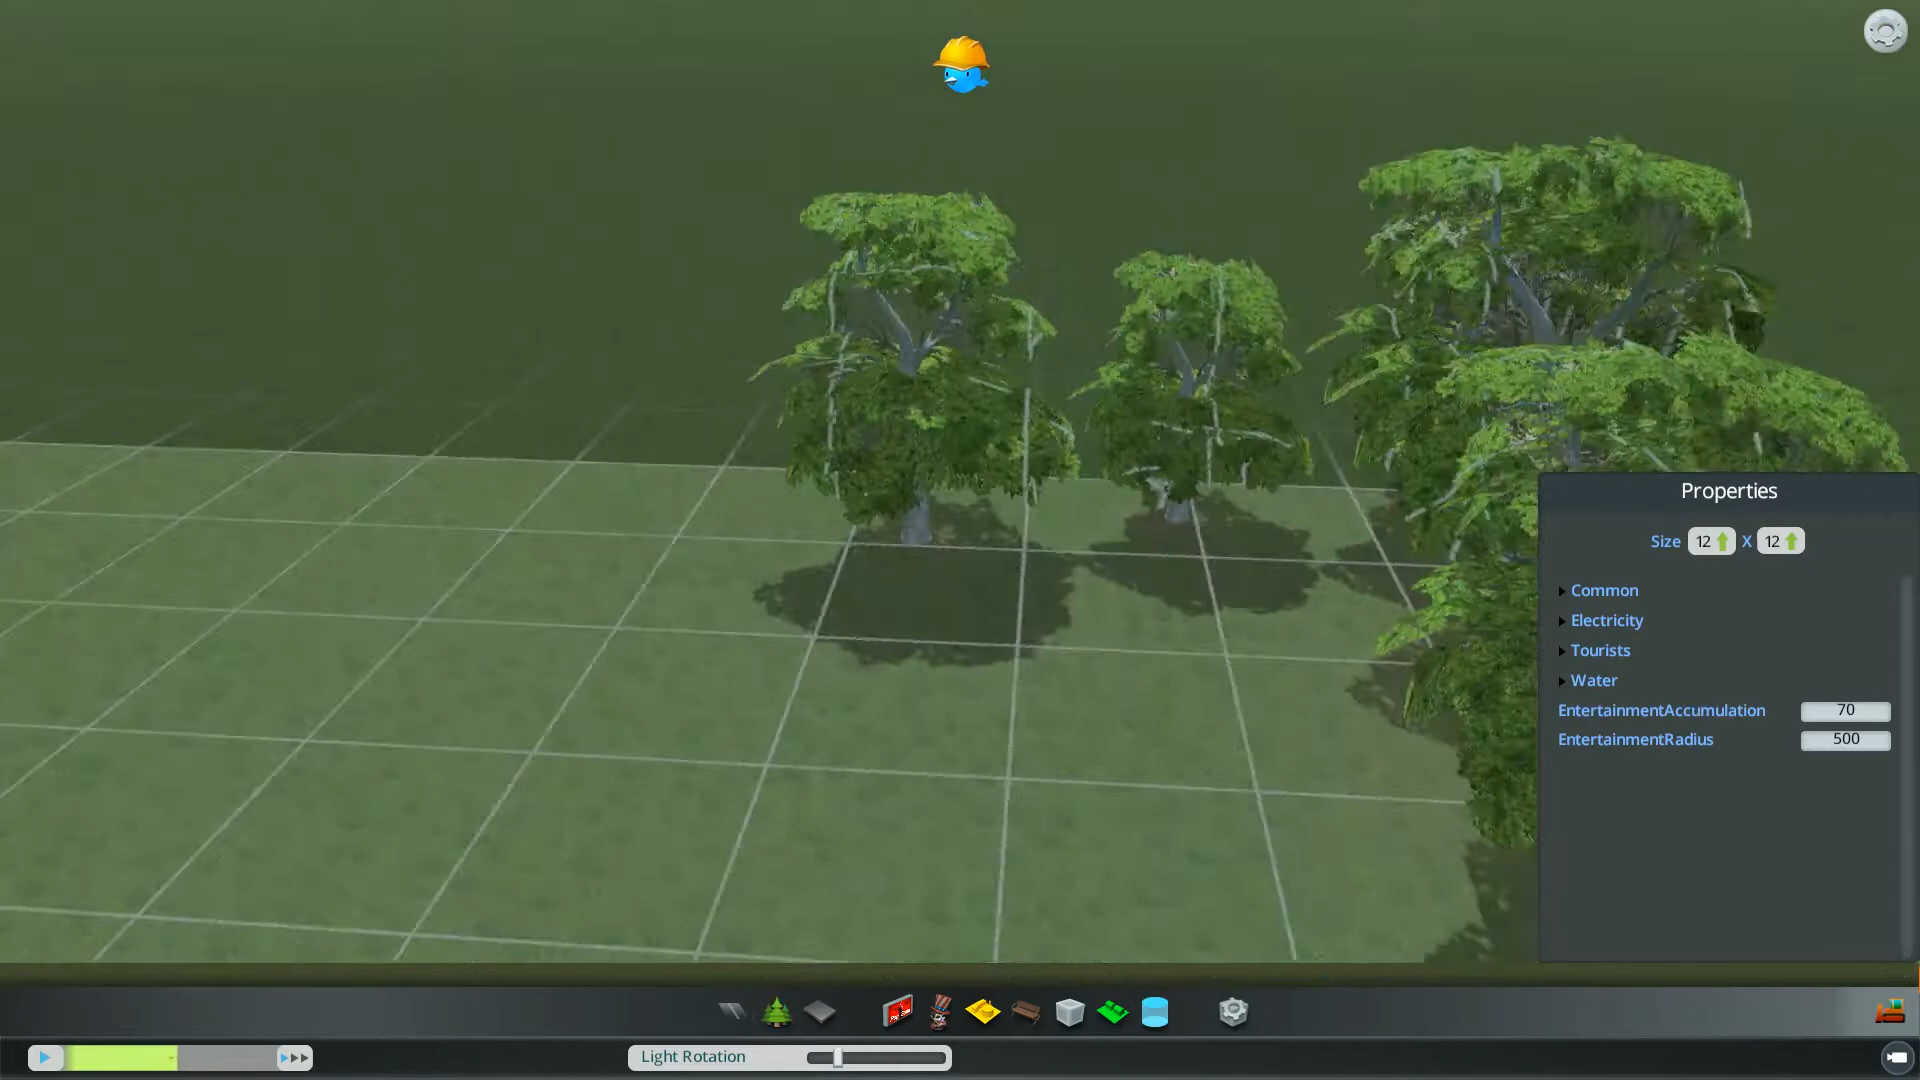 Properties
Size 12 X 12
Common
Electricity
Tourists
Water
EntertainmentAccumulation 70
EntertainmentRadius 500
Light Rotation